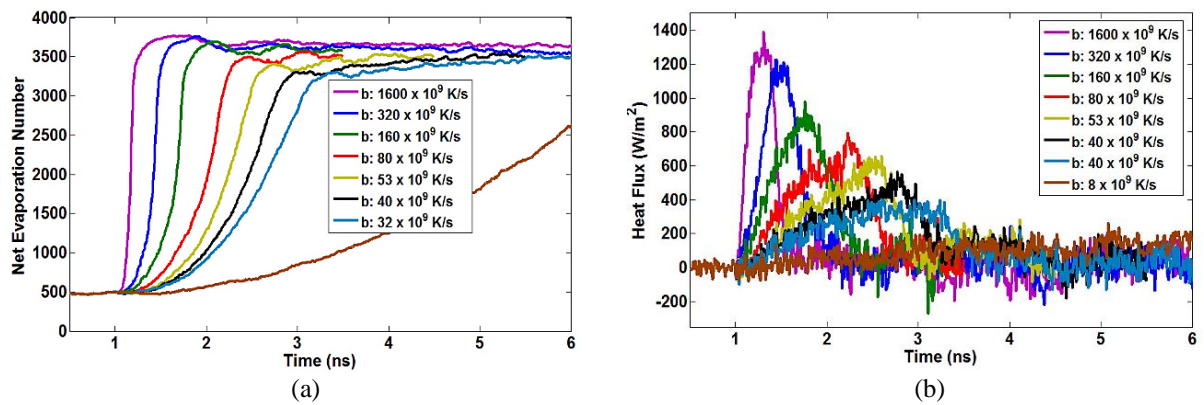 4000
3500
3000
2500
2000
1500
1000
500
0
Net Evaporation Number
b: 1600 x 10⁹ K/s
b: 320 x 10⁹ K/s
b: 160 x 10⁹ K/s
b: 80 x 10⁹ K/s
b: 53 x 10⁹ K/s
b: 40 x 10⁹ K/s
b: 32 x 10⁹ K/s
1 2 3 4 5 6
Time (ns)
(a)
1400
1200
1000
800
600
400
200
0
-200
Heat Flux (W/m²)
b: 1600 x 10⁹ K/s
b: 320 x 10⁹ K/s
b: 160 x 10⁹ K/s
b: 80 x 10⁹ K/s
b: 53 x 10⁹ K/s
b: 40 x 10⁹ K/s
b: 40 x 10⁹ K/s
b: 8 x 10⁹ K/s
1 2 3 4 5 6
Time (ns)
(b)